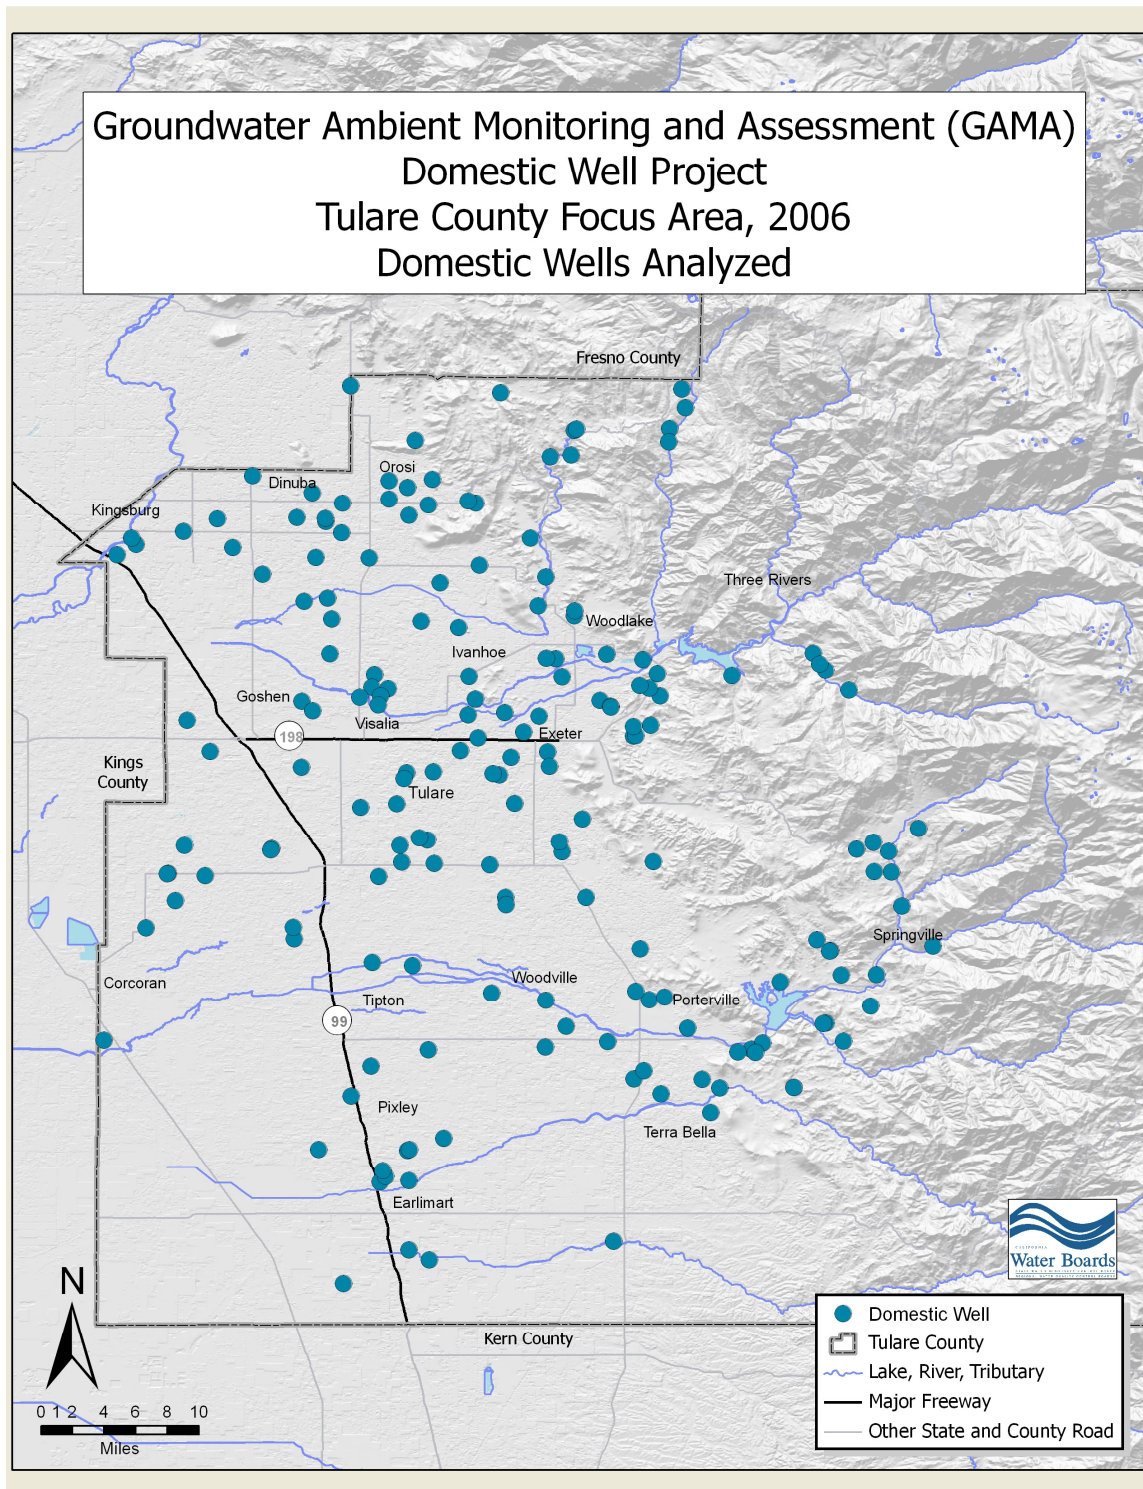 Groundwater Ambient Monitoring and Assessment (GAMA)
Domestic Well Project
Tulare County Focus Area, 2006
Domestic Wells Analyzed
Fresno County
Orosi
Dinuba
Kingsburg
Three Rivers
Woodlake
Ivanhoe
Goshen
Visalia
198
Exeter
Kings
County
Tulare
Springville
Corcoran
Woodville
Tipton
Porterville
99
Pixley
Terra Bella
Earlimart
CALIFORNIA
Water Boards
N
Kern County
0 1 2 4 6 8 10
Miles
Domestic Well
Tulare County
Lake, River, Tributary
Major Freeway
Other State and County Road